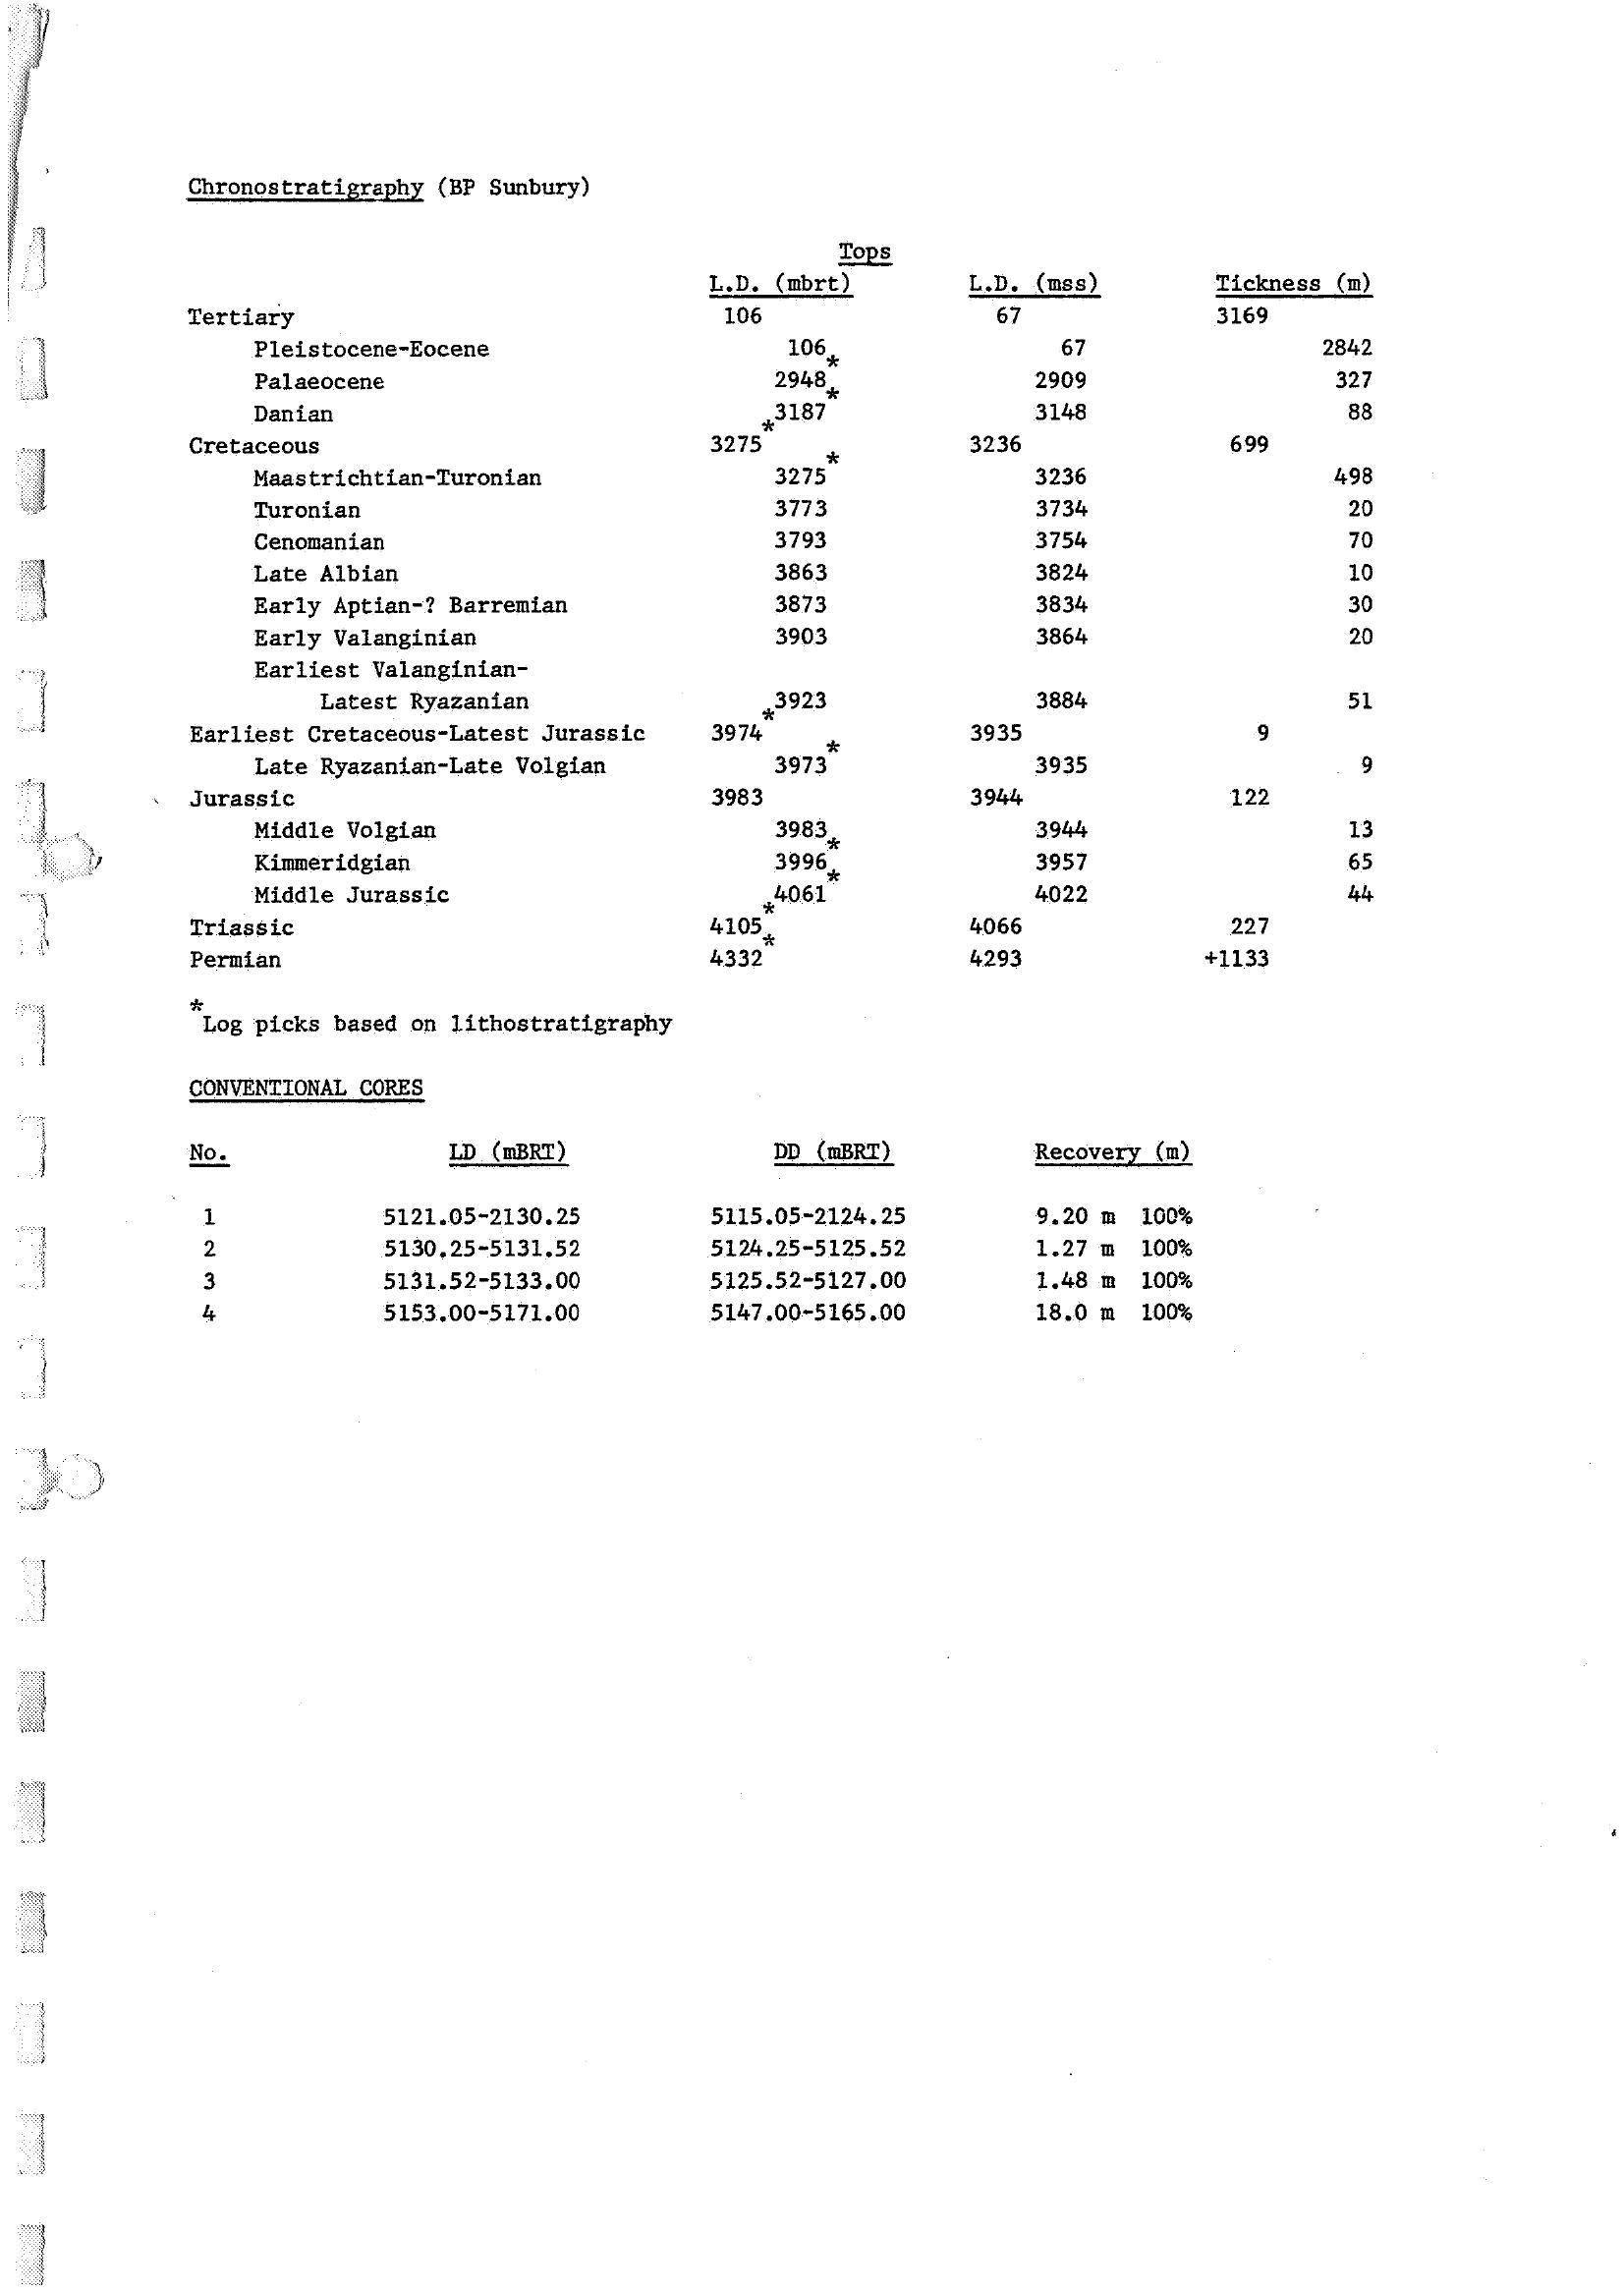 Chronostratigraphy (BP Sunbury)
Tops
L.D. (mbrt) L.D. (mss) Tickness (m)
Tertiary 106 67 3169
Pleistocene-Eocene 106 67 2842
Palaeocene 2948* 2909 327
Danian 3187* 3148 88
Cretaceous 3275* 3236 699
Maastrichtian-Turonian 3275* 3236 498
Turonian 3773 3734 20
Cenomanian 3793 3754 70
Late Albian 3863 3824 10
Early Aptian-? Barremian 3873 3834 30
Early Valanginian 3903 3864 20
Earliest Valanginian-
Latest Ryazanian 3923 3884 51
Earliest Cretaceous-Latest Jurassic 3974* 3935 9
Late Ryazanian-Late Volgian 3973* 3935 9
Jurassic 3983 3944 122
Middle Volgian 3983 3944 13
Kimmeridgian 3996* 3957 65
Middle Jurassic 4061* 4022 44
Triassic 4105* 4066 227
Permian 4332* 4293 +1133
*Log picks based on lithostratigraphy
CONVENTIONAL CORES
No. LD (mBRT) DD (mBRT) Recovery (m)
1 5121.05-2130.25 5115.05-2124.25 9.20 m 100%
2 5130.25-5131.52 5124.25-5125.52 1.27 m 100%
3 5131.52-5133.00 5125.52-5127.00 1.48 m 100%
4 5153.00-5171.00 5147.00-5165.00 18.0 m 100%